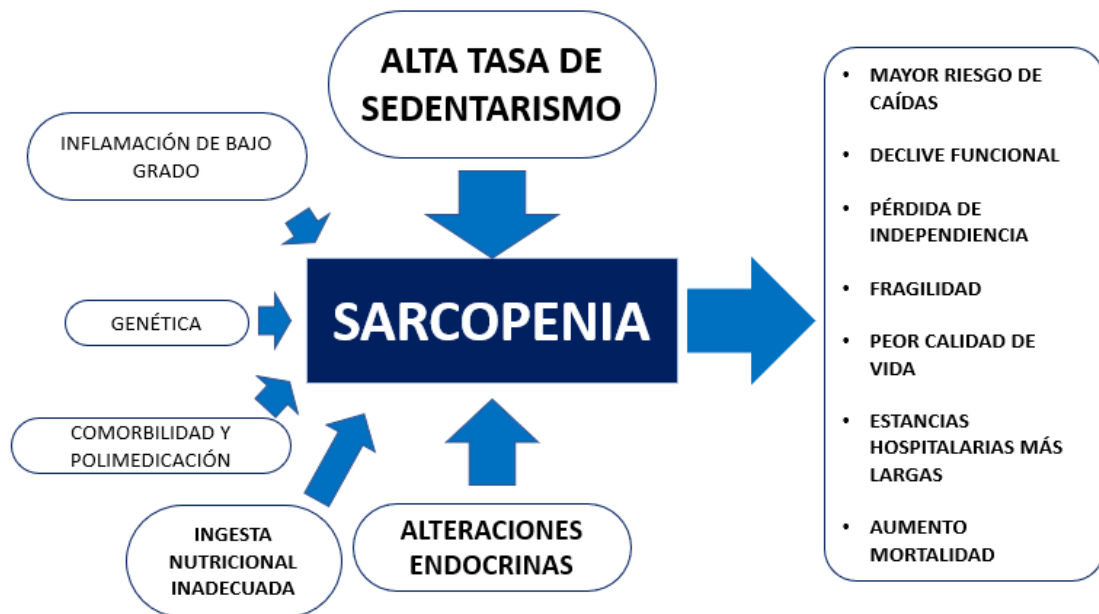 ALTA TASA DE
SEDENTARISMO
INFLAMACIÓN DE BAJO
GRADO
GENÉTICA
COMORBILIDAD Y
POLIMEDICACIÓN
INGESTA
NUTRICIONAL
INADECUADA
ALTERACIONES
ENDOCRINAS
SARCOPENIA
• MAYOR RIESGO DE
CAÍDAS
• DECLIVE FUNCIONAL
• PÉRDIDA DE
INDEPENDIENCIA
• FRAGILIDAD
• PEOR CALIDAD DE
VIDA
• ESTANCIAS
HOSPITALARIAS MÁS
LARGAS
• AUMENTO
MORTALIDAD